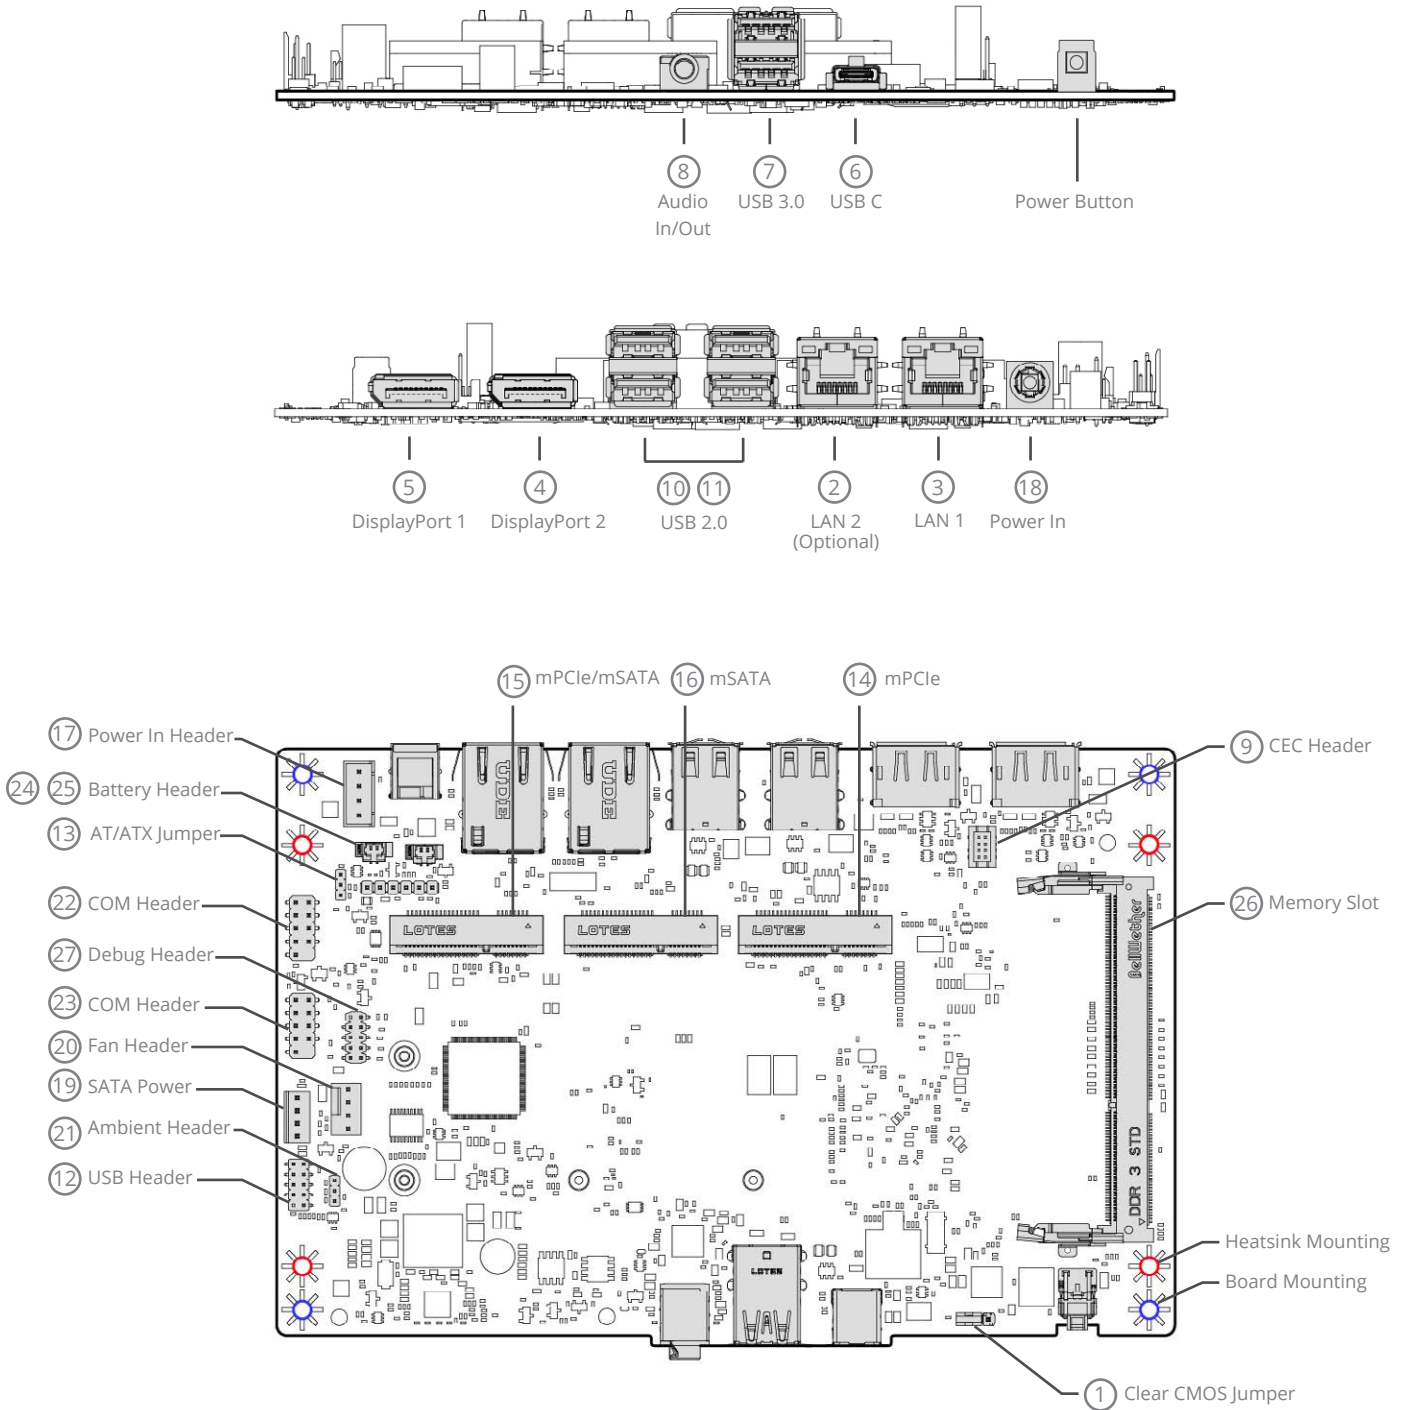 8 7 6
Audio USB 3.0 USB C Power Button
In/Out
5 4 10 11 2 3 18
DisplayPort 1 DisplayPort 2 USB 2.0 LAN 2 LAN 1 Power In
(Optional)
15 mPCIe/mSATA 16 mSATA 14 mPCIe
17 Power In Header
9 CEC Header
24 25 Battery Header
13 AT/ATX Jumper
22 COM Header
26 Memory Slot
27 Debug Header
23 COM Header
20 Fan Header
19 SATA Power
21 Ambient Header
12 USB Header
UDE
UDE
LOTES
LOTES
LOTES
Bellwether
DDR 3 STD
LOTES
Heatsink Mounting
Board Mounting
1 Clear CMOS Jumper